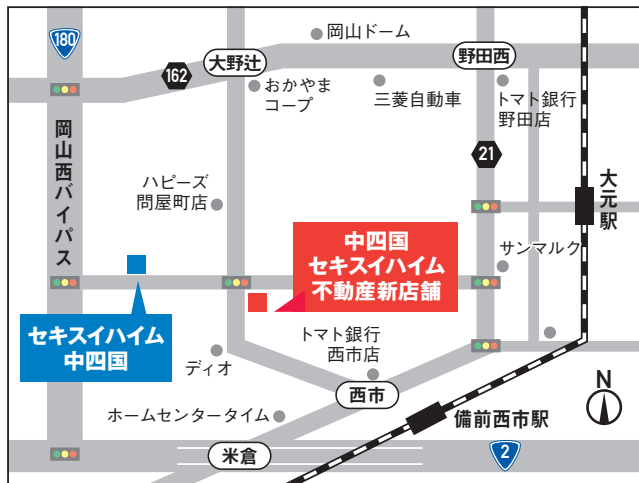 180
岡山ドーム
大野辻
野田西
162
おかやま
コープ
三菱自動車
トマト銀行
野田店
岡山西バイパス
21
大元駅
ハピーズ
問屋町店
中四国
セキスイハイム
不動産新店舗
サンマルク
セキスイハイム
中四国
ディオ
トマト銀行
西市店
西市
N
ホームセンタータイム
備前西市駅
米倉
2